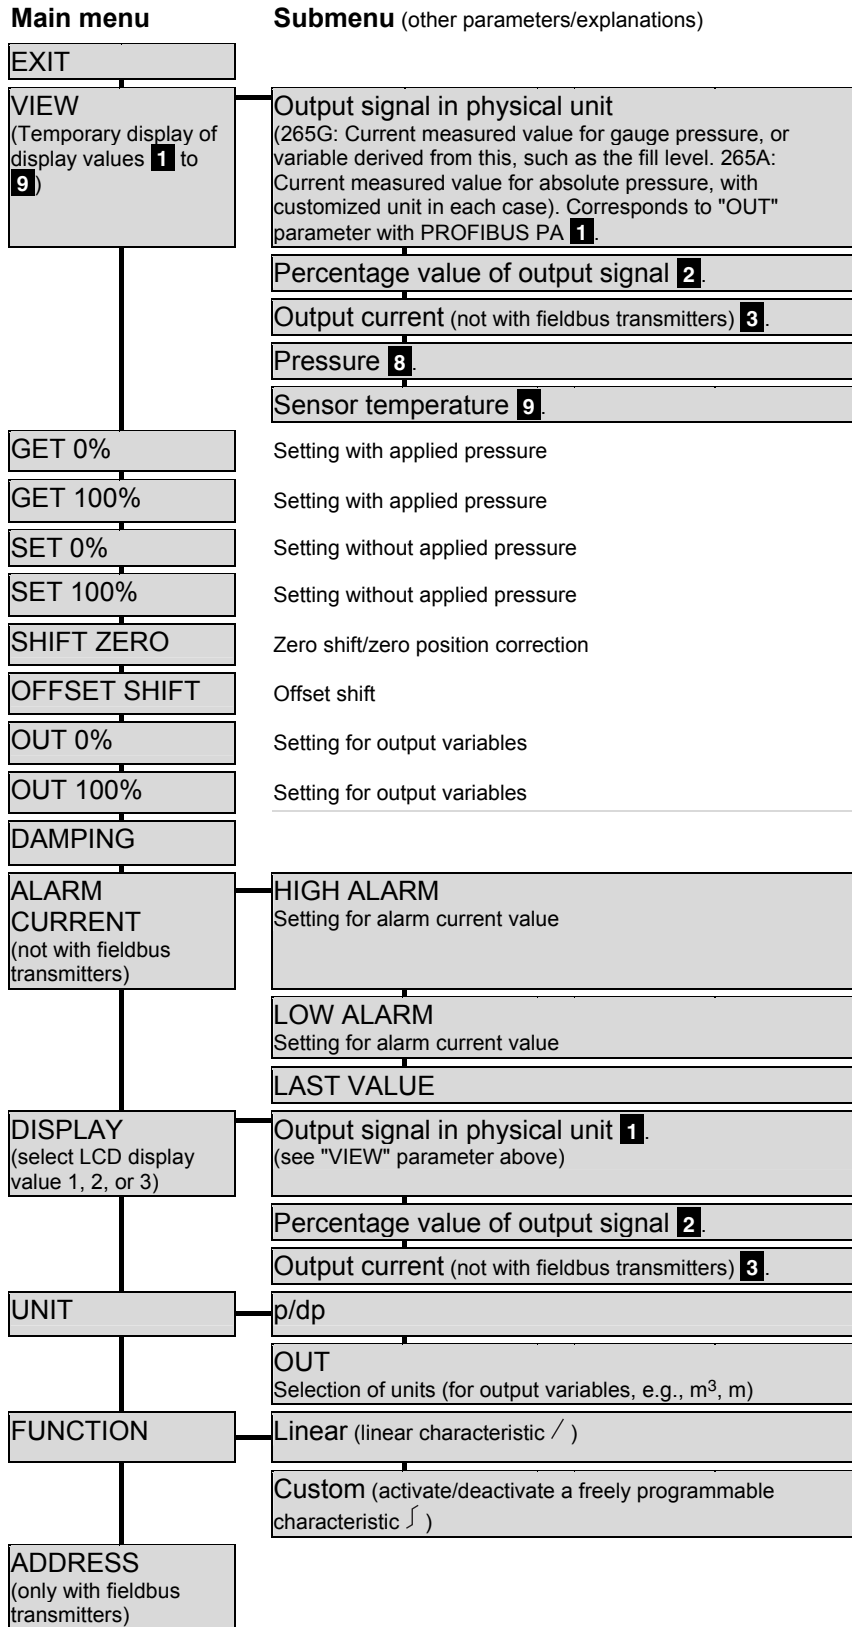 Main menu
Submenu (other parameters/explanations)
EXIT
VIEW
(Temporary display of
display values 1 to
9)
Output signal in physical unit
(265G: Current measured value for gauge pressure, or
variable derived from this, such as the fill level. 265A:
Current measured value for absolute pressure, with
customized unit in each case). Corresponds to "OUT"
parameter with PROFIBUS PA 1.
Percentage value of output signal 2.
Output current (not with fieldbus transmitters) 3.
Pressure 8.
Sensor temperature 9.
GET 0%
Setting with applied pressure
GET 100%
Setting with applied pressure
SET 0%
Setting without applied pressure
SET 100%
Setting without applied pressure
SHIFT ZERO
Zero shift/zero position correction
OFFSET SHIFT
Offset shift
OUT 0%
Setting for output variables
OUT 100%
Setting for output variables
DAMPING
ALARM
CURRENT
(not with fieldbus
transmitters)
HIGH ALARM
Setting for alarm current value
LOW ALARM
Setting for alarm current value
LAST VALUE
DISPLAY
(select LCD display
value 1, 2, or 3)
Output signal in physical unit 1.
(see "VIEW" parameter above)
Percentage value of output signal 2.
Output current (not with fieldbus transmitters) 3.
UNIT
p/dp
OUT
Selection of units (for output variables, e.g., m³, m)
FUNCTION
Linear (linear characteristic / )
Custom (activate/deactivate a freely programmable
characteristic ∫ )
ADDRESS
(only with fieldbus
transmitters)